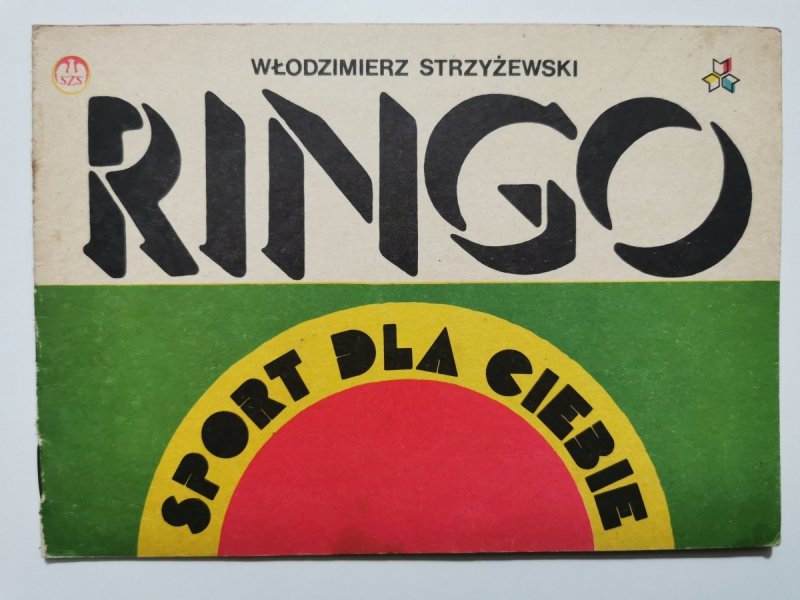 SZS
WŁODZIMIERZ STRZYŻEWSKI
RINGO
SPORT DLA CIEBIE